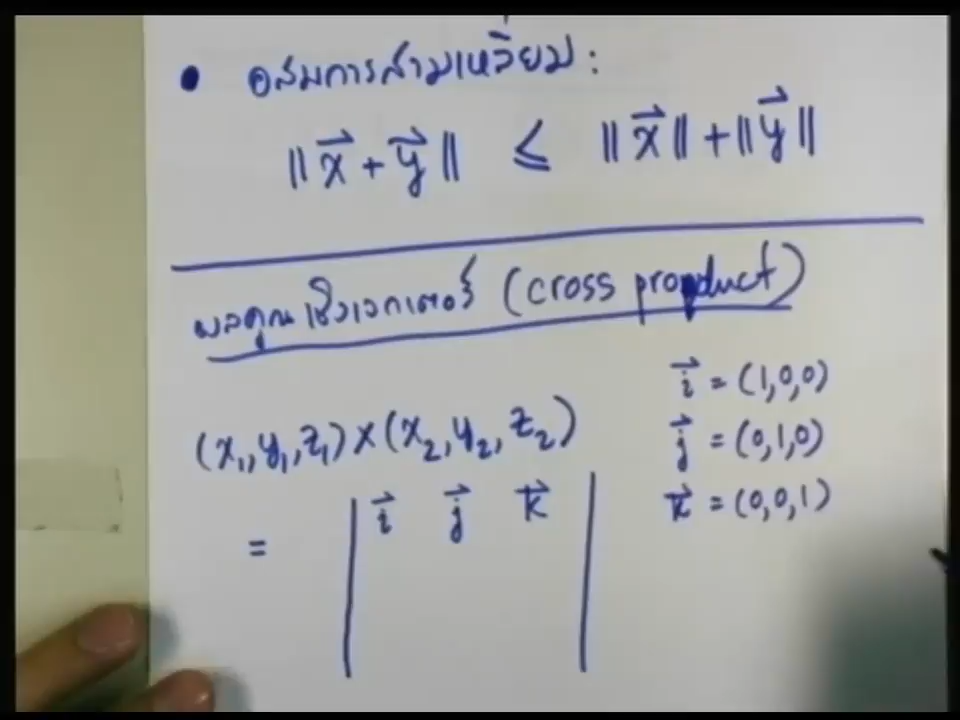 • อสมการสามเหลี่ยม:
‖x⃗ + y⃗‖ ≤ ‖x⃗‖ + ‖y⃗‖
ผลคูณเชิงเวกเตอร์ (cross product)
(x₁,y₁,z₁)×(x₂,y₂,z₂)
i⃗ = (1,0,0)
j⃗ = (0,1,0)
k⃗ = (0,0,1)
= | i⃗ j⃗ k⃗ |